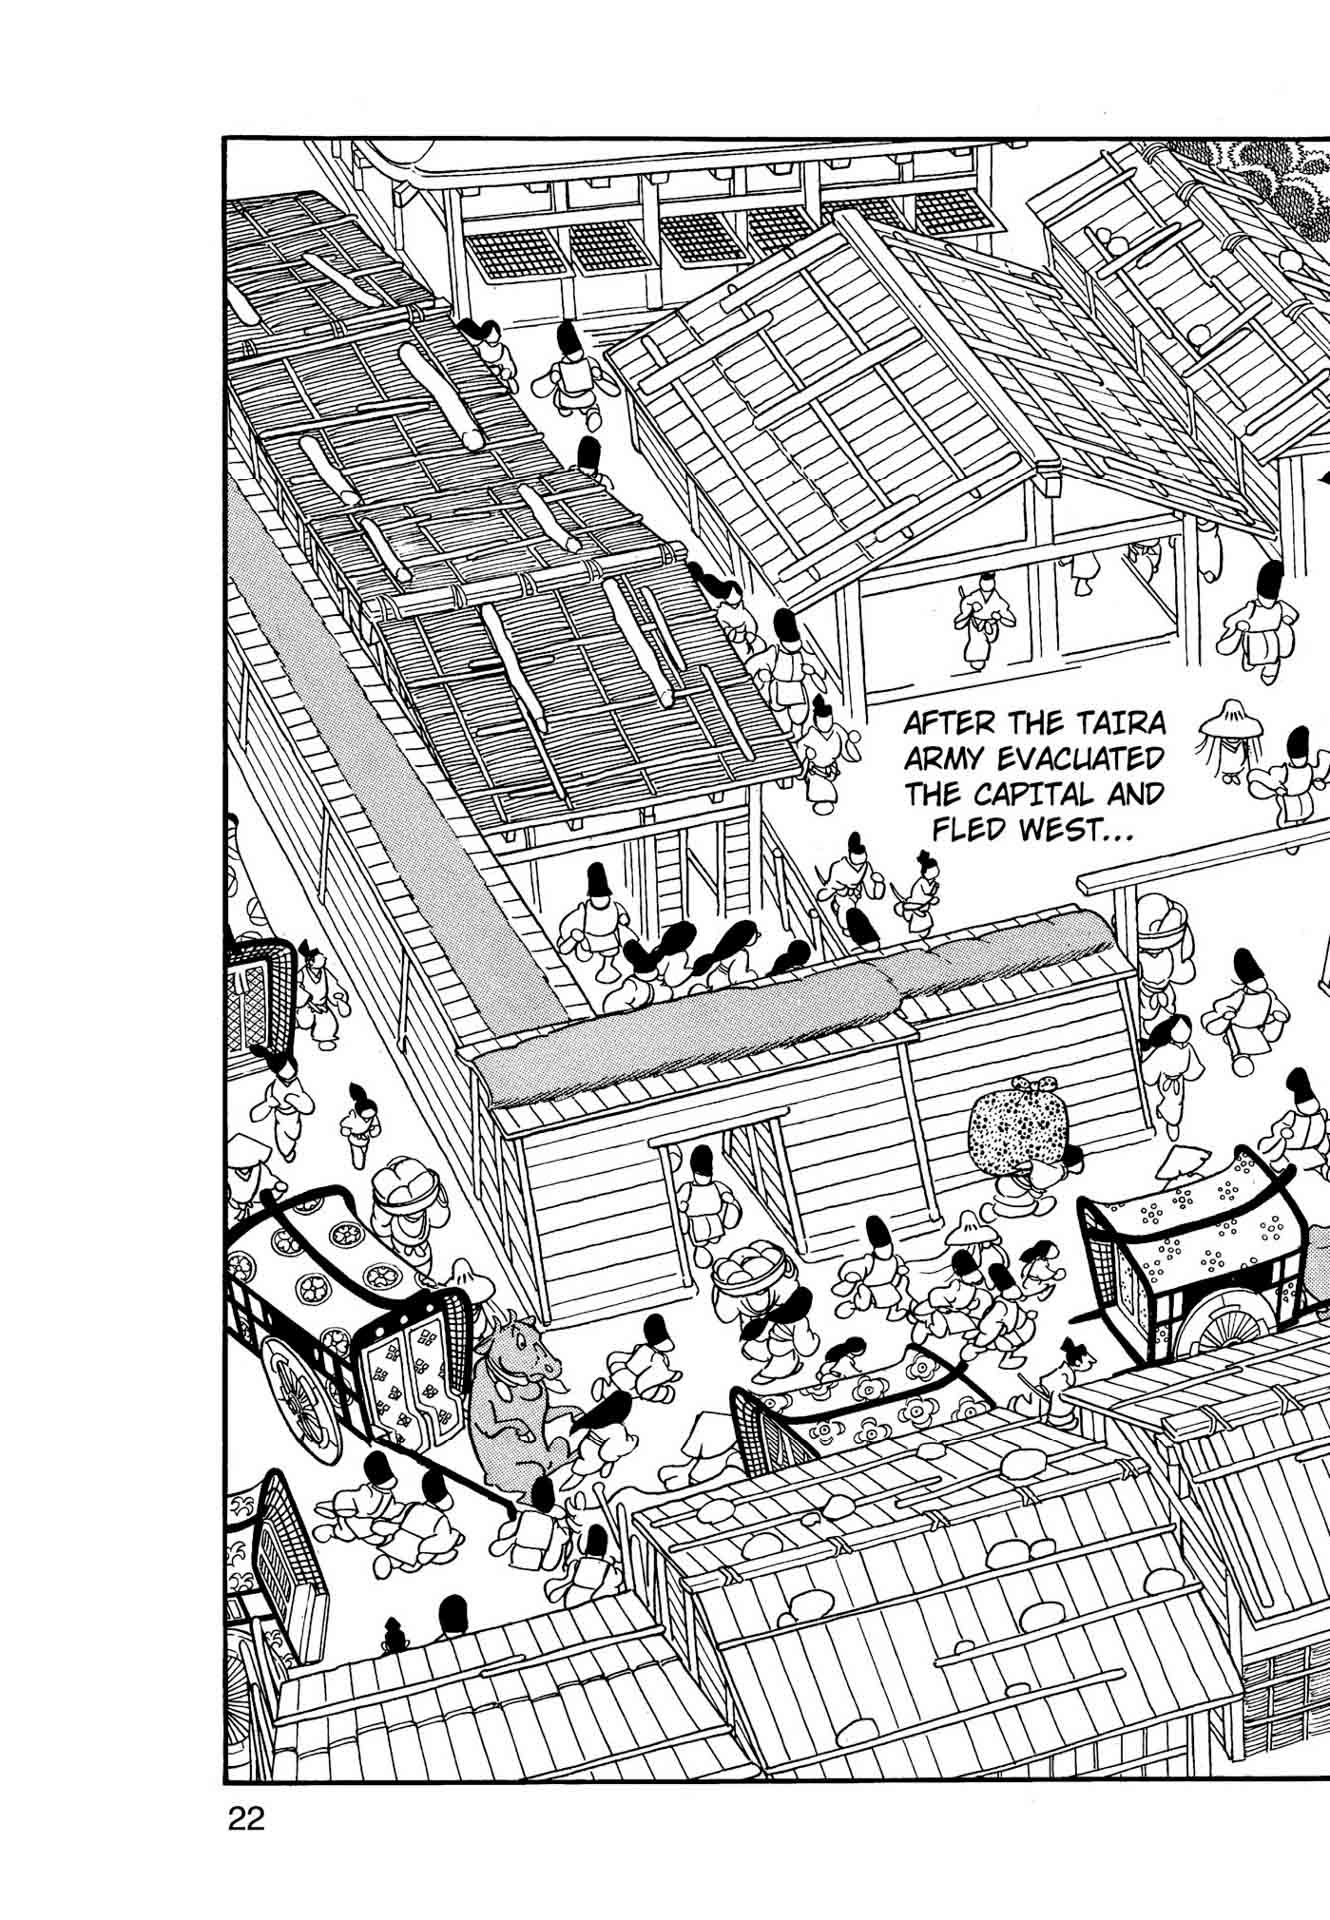 AFTER THE TAIRA
ARMY EVACUATED
THE CAPITAL AND
FLED WEST...
22